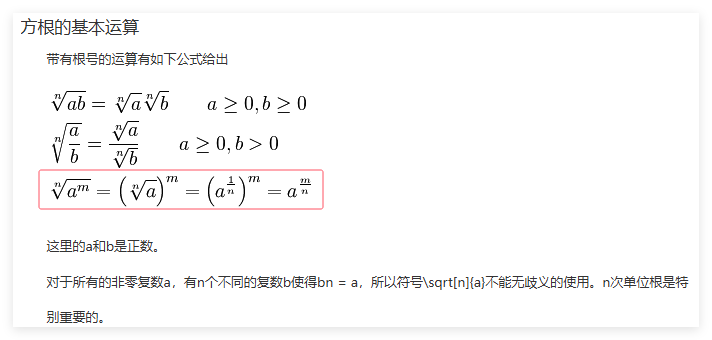 方根的基本运算
带有根号的运算有如下公式给出
\sqrt[n]{ab} = \sqrt[n]{a}\sqrt[n]{b} \qquad a \geq 0, b \geq 0
\sqrt[n]{\frac{a}{b}} = \frac{\sqrt[n]{a}}{\sqrt[n]{b}} \qquad a \geq 0, b > 0
\sqrt[n]{a^m} = \left(\sqrt[n]{a}\right)^m = \left(a^{\frac{1}{n}}\right)^m = a^{\frac{m}{n}}
这里的a和b是正数。
对于所有的非零复数a，有n个不同的复数b使得bn = a，所以符号\sqrt[n]{a}不能无歧义的使用。n次单位根是特
别重要的。